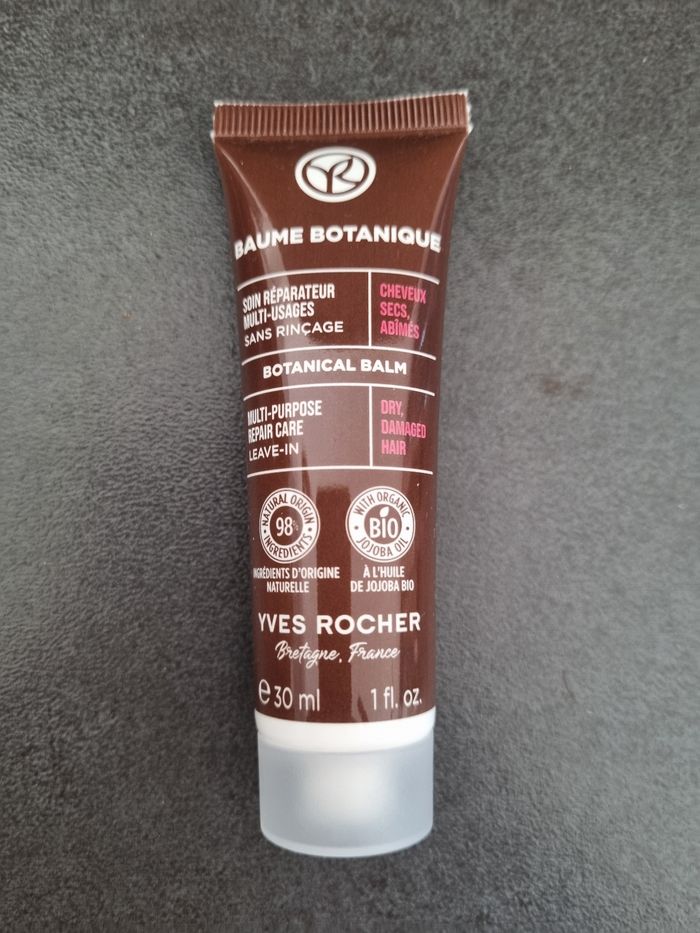 BAUME BOTANIQUE
SOIN RÉPARATEUR
MULTI-USAGES
SANS RINÇAGE
CHEVEUX
SECS,
ABÎMÉS
BOTANICAL BALM
MULTI-PURPOSE
REPAIR CARE
LEAVE-IN
DRY,
DAMAGED
HAIR
NATURAL ORIGIN
98%
INGREDIENTS
INGRÉDIENTS D'ORIGINE
NATURELLE
WITH ORGANIC
BIO
JOJOBA OIL
À L'HUILE
DE JOJOBA BIO
YVES ROCHER
Bretagne, France
e 30 ml 1 fl. oz.